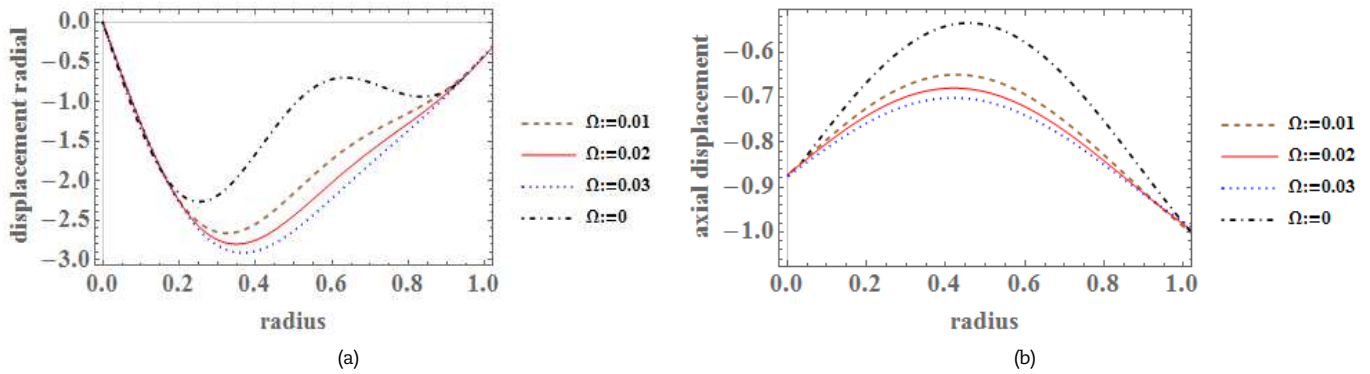 displacement radial
0.0
−0.5
−1.0
−1.5
−2.0
−2.5
−3.0
0.0 0.2 0.4 0.6 0.8 1.0
radius
Ω:=0.01
Ω:=0.02
Ω:=0.03
Ω:=0
(a)
axial displacement
−0.6
−0.7
−0.8
−0.9
−1.0
0.0 0.2 0.4 0.6 0.8 1.0
radius
Ω:=0.01
Ω:=0.02
Ω:=0.03
Ω:=0
(b)